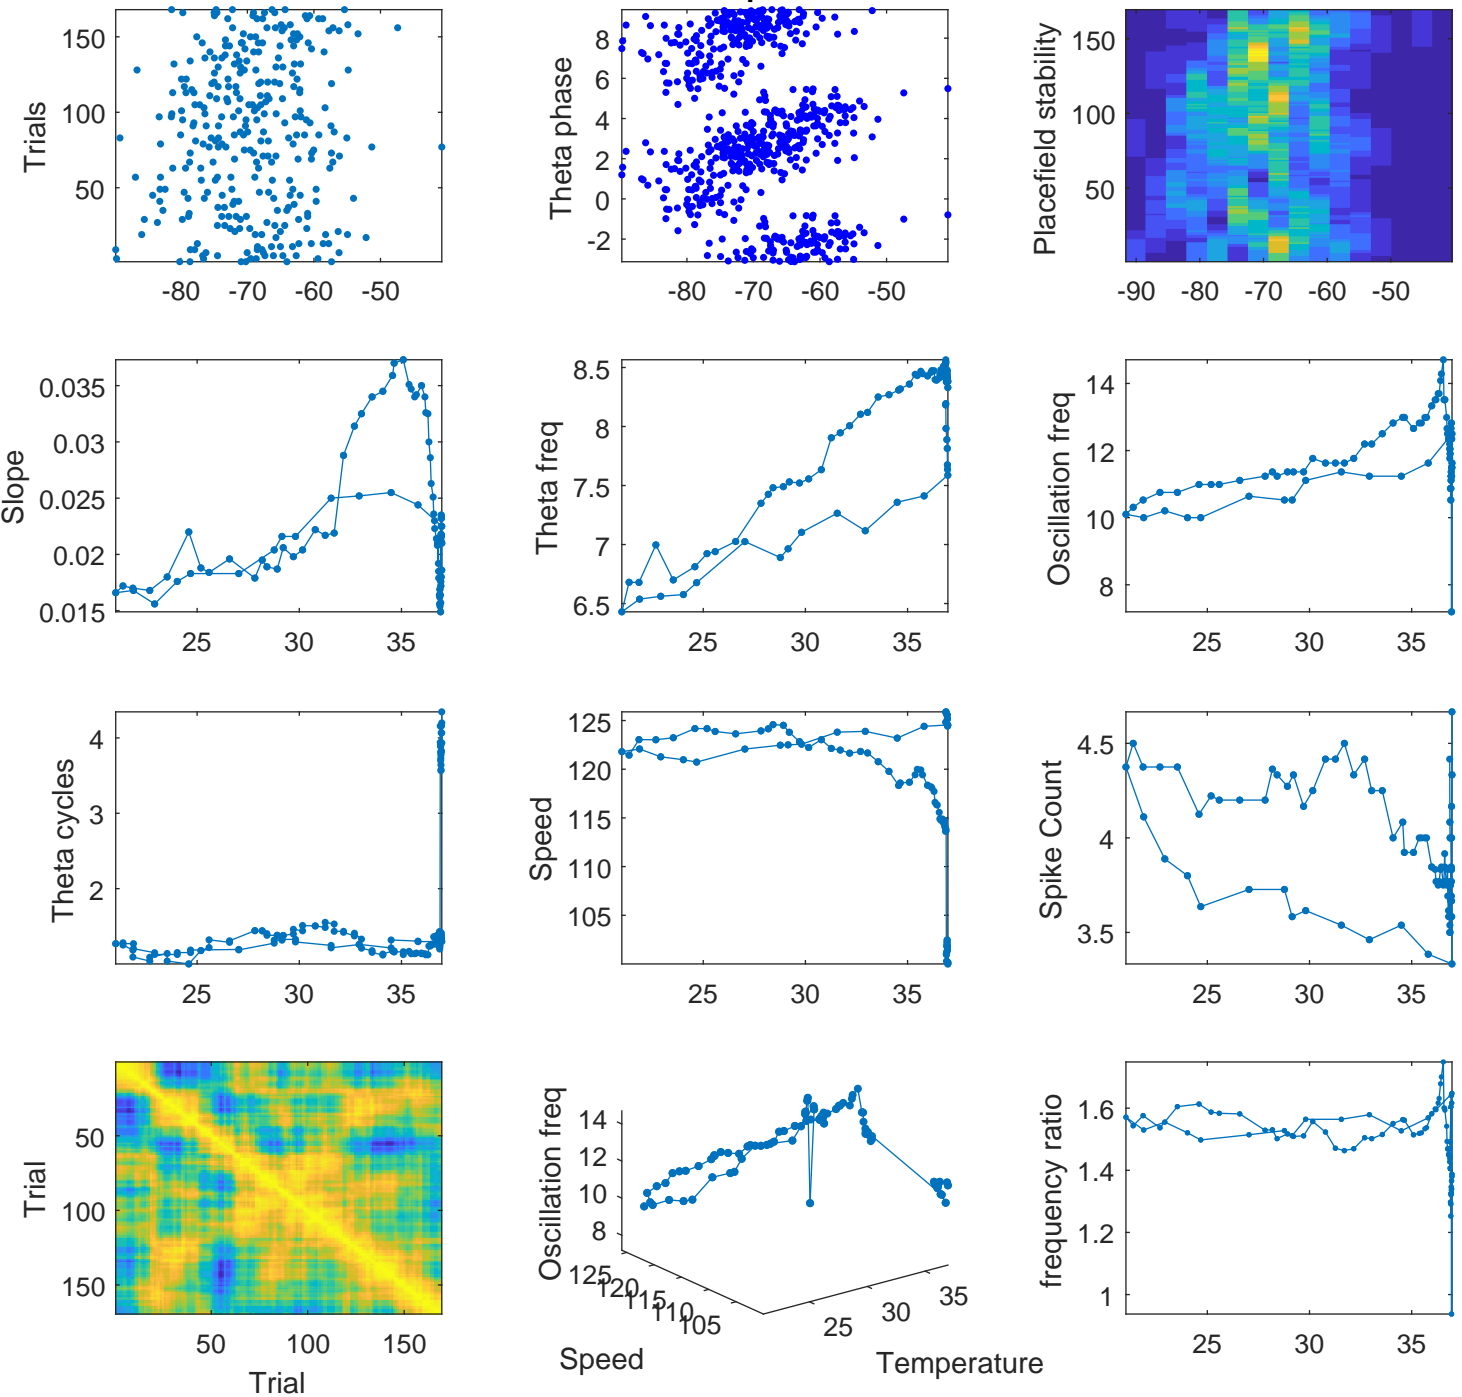 150
100
50
Trials
-80 -70 -60 -50
8
6
4
2
0
-2
Theta phase
-80 -70 -60 -50
150
100
50
Placefield stability
-90 -80 -70 -60 -50
0.035
0.03
0.025
0.02
0.015
Slope
25 30 35
8.5
8
7.5
7
6.5
Theta freq
25 30 35
14
12
10
8
Oscillation freq
25 30 35
4
3
2
Theta cycles
25 30 35
125
120
115
110
105
Speed
25 30 35
4.5
4
3.5
Spike Count
25 30 35
50
100
150
Trial
50 100 150
Trial
14
12
10
8
Oscillation freq
125
120
115
110
105
Speed
25
30
35
Temperature
1.6
1.4
1.2
1
frequency ratio
25 30 35